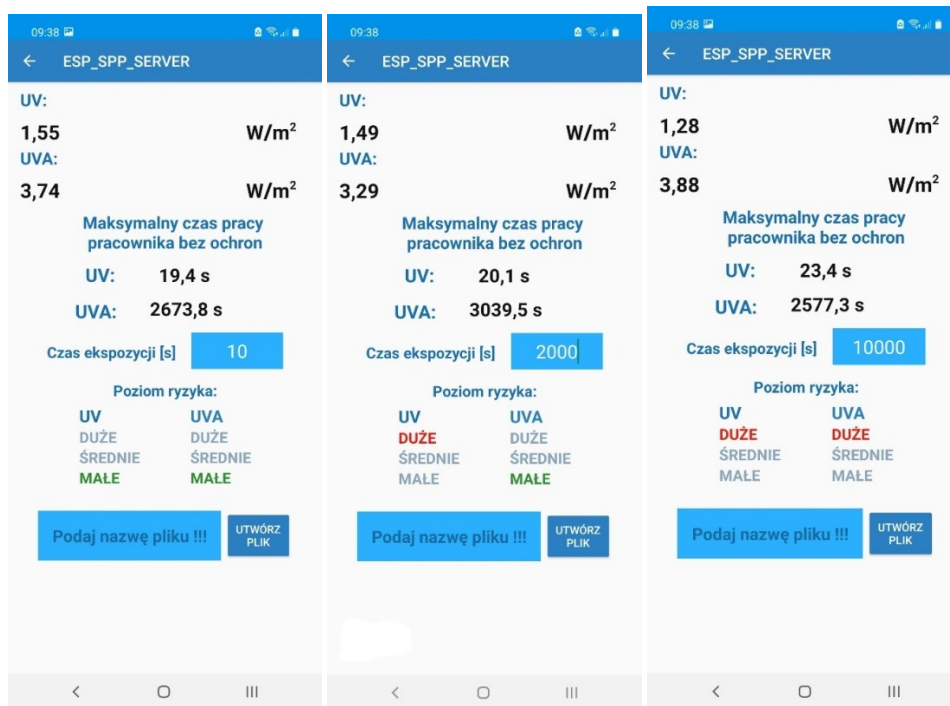 09:38
ESP_SPP_SERVER
UV:
1,55 W/m²
UVA:
3,74 W/m²
Maksymalny czas pracy
pracownika bez ochron
UV: 19,4 s
UVA: 2673,8 s
Czas ekspozycji [s] 10
Poziom ryzyka:
UV UVA
DUŻE DUŻE
ŚREDNIE ŚREDNIE
MAŁE MAŁE
Podaj nazwę pliku !!! UTWÓRZ
PLIK
09:38
ESP_SPP_SERVER
UV:
1,49 W/m²
UVA:
3,29 W/m²
Maksymalny czas pracy
pracownika bez ochron
UV: 20,1 s
UVA: 3039,5 s
Czas ekspozycji [s] 2000
Poziom ryzyka:
UV UVA
DUŻE DUŻE
ŚREDNIE ŚREDNIE
MAŁE MAŁE
Podaj nazwę pliku !!! UTWÓRZ
PLIK
09:38
ESP_SPP_SERVER
UV:
1,28 W/m²
UVA:
3,88 W/m²
Maksymalny czas pracy
pracownika bez ochron
UV: 23,4 s
UVA: 2577,3 s
Czas ekspozycji [s] 10000
Poziom ryzyka:
UV UVA
DUŻE DUŻE
ŚREDNIE ŚREDNIE
MAŁE MAŁE
Podaj nazwę pliku !!! UTWÓRZ
PLIK